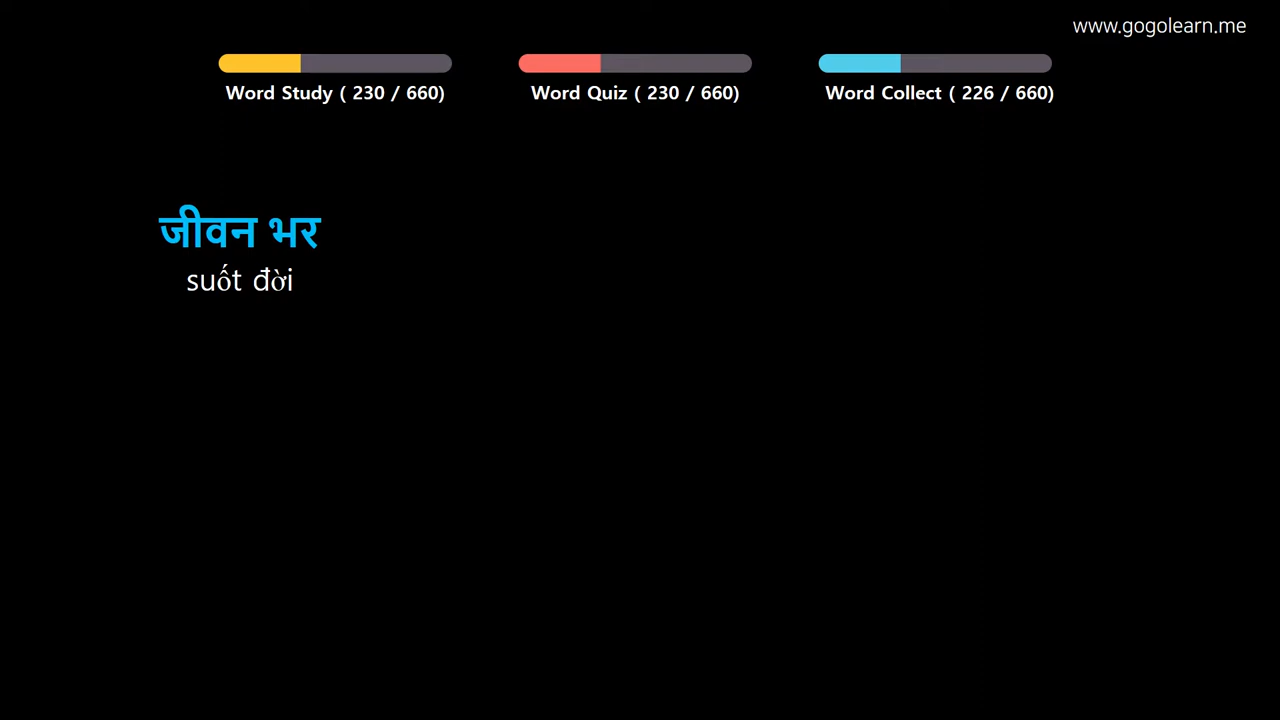 www.gogolearn.me
Word Study ( 230 / 660)
Word Quiz ( 230 / 660)
Word Collect ( 226 / 660)
जीवन भर
suốt đời